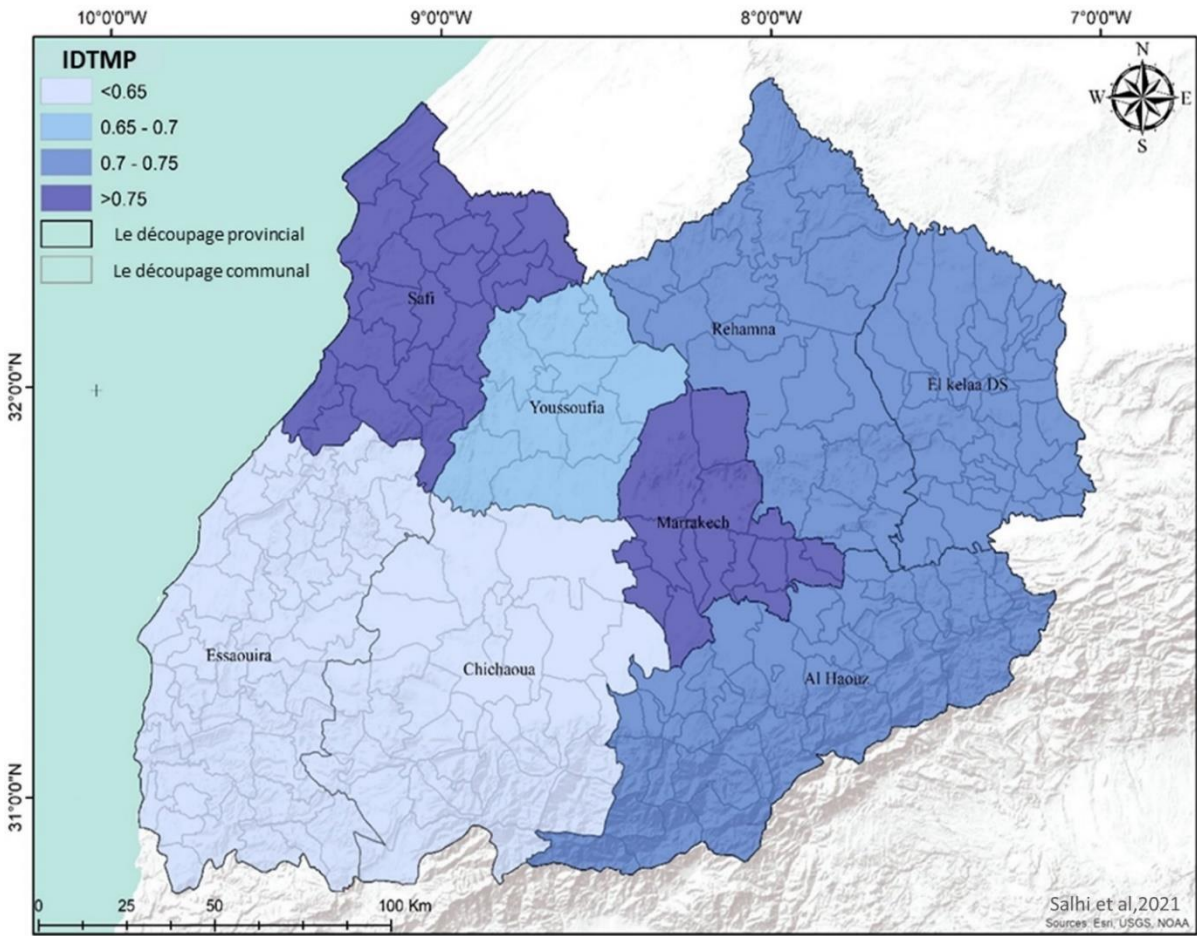 10°0'0"W 9°0'0"W 8°0'0"W 7°0'0"W
IDTMP
<0.65
0.65 - 0.7
0.7 - 0.75
>0.75
Le découpage provincial
Le découpage communal
N
W E
S
32°0'0"N
31°0'0"N
Safi
Rehamna
El kelaa DS
Youssoufia
Marrakech
Essaouira
Chichaoua
Al Haouz
0 25 50 100 Km
Salhi et al,2021
Sources: Esri, USGS, NOAA